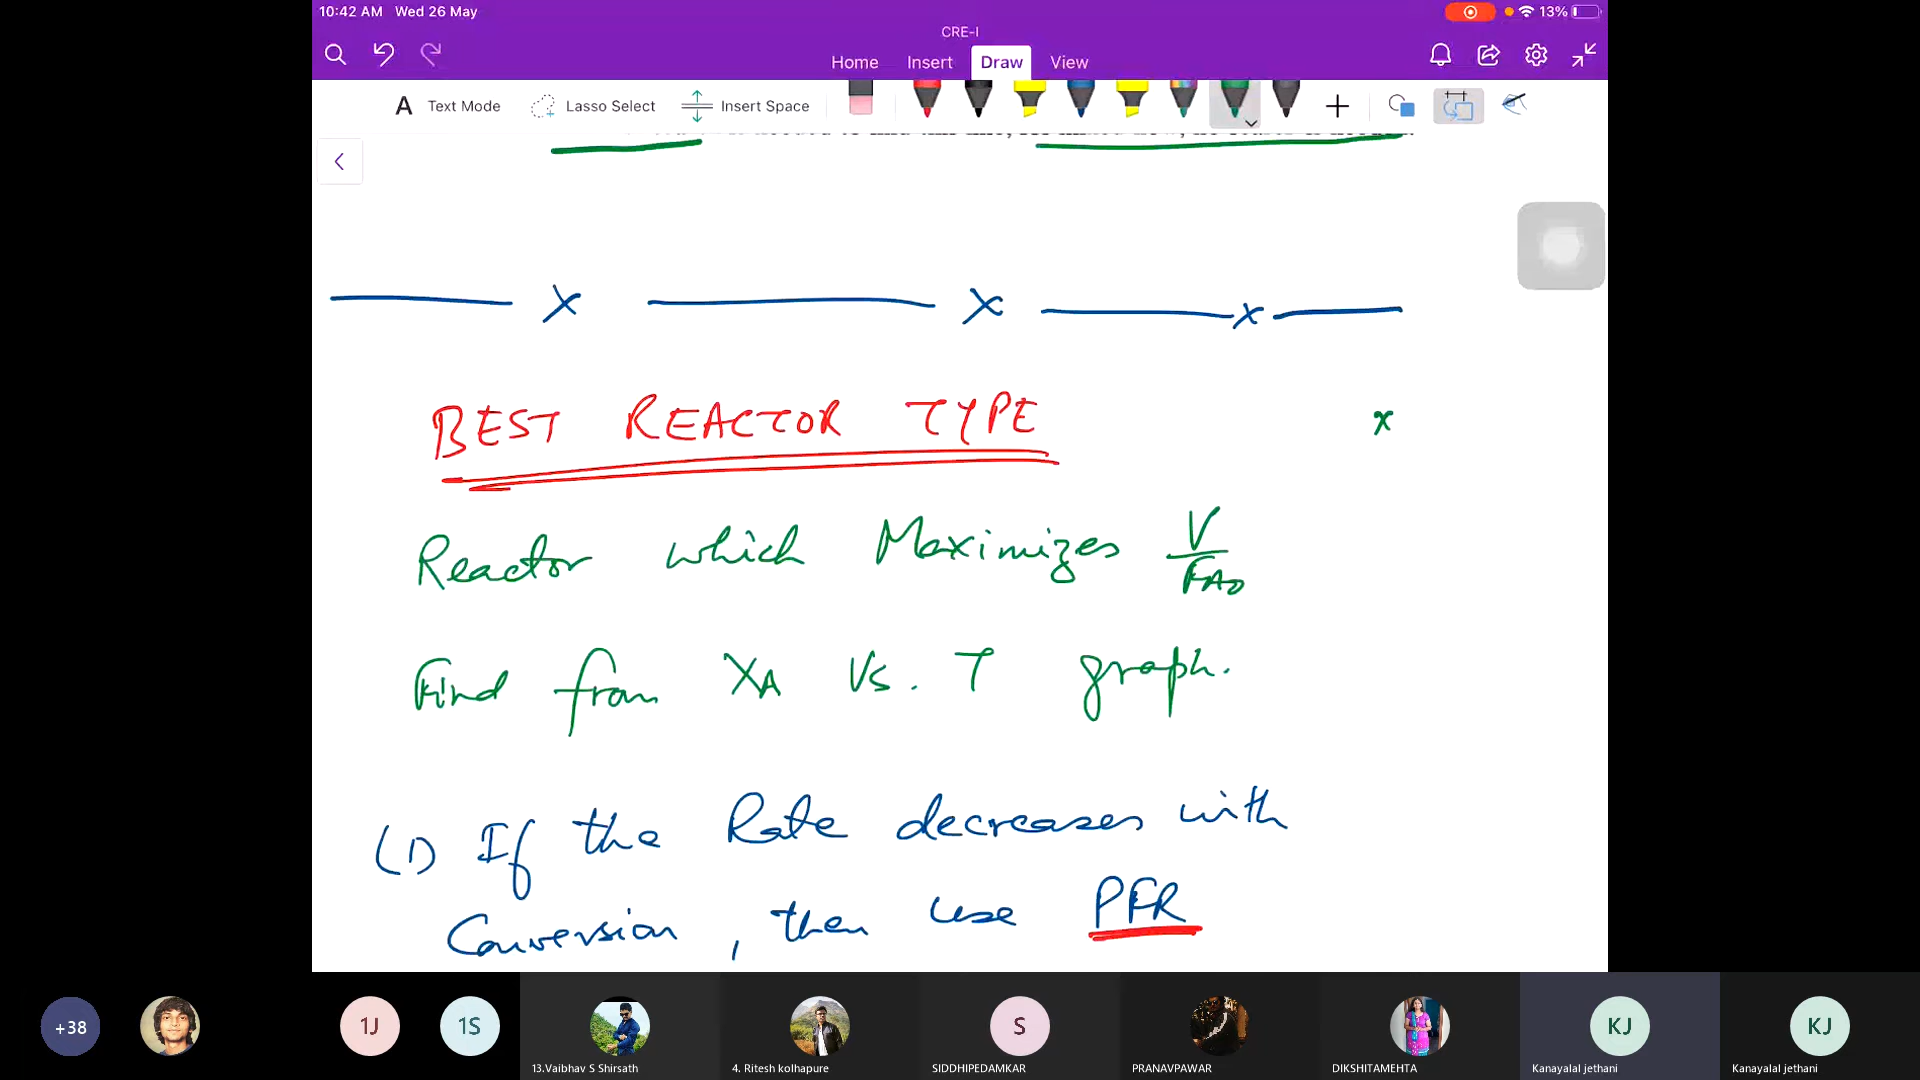 10:42 AM Wed 26 May
13%
CRE-I
Home Insert Draw View
A Text Mode Lasso Select Insert Space
x x x
BEST REACTOR TYPE x
Reactor which Maximizes V/FA0
Find from XA Vs. T graph.
(1) If the Rate decreases with
Conversion, then use PFR
+38 1J 1S S KJ KJ
13.Vaibhav S Shirsath 4. Ritesh kolhapure SIDDHIPEDAMKAR PRANAVPAWAR DIKSHITAMEHTA Kanayalal jethani Kanayalal jethani